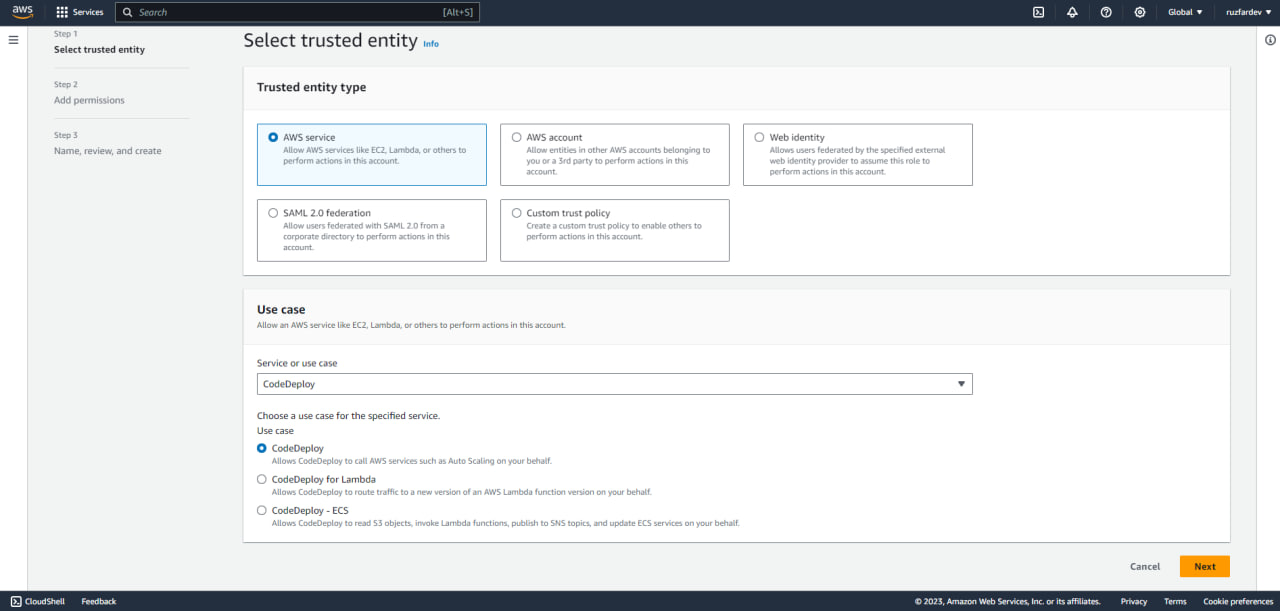 aws
Services
Search
[Alt+S]
Global
ruzfardev
Step 1
Select trusted entity
Step 2
Add permissions
Step 3
Name, review, and create
Select trusted entity Info
Trusted entity type
AWS service
Allow AWS services like EC2, Lambda, or others to
perform actions in this account.
AWS account
Allow entities in other AWS accounts belonging to
you or a 3rd party to perform actions in this
account.
Web identity
Allows users federated by the specified external
web identity provider to assume this role to
perform actions in this account.
SAML 2.0 federation
Allow users federated with SAML 2.0 from a
corporate directory to perform actions in this
account.
Custom trust policy
Create a custom trust policy to enable others to
perform actions in this account.
Use case
Allow an AWS service like EC2, Lambda, or others to perform actions in this account.
Service or use case
CodeDeploy
Choose a use case for the specified service.
Use case
CodeDeploy
Allows CodeDeploy to call AWS services such as Auto Scaling on your behalf.
CodeDeploy for Lambda
Allows CodeDeploy to route traffic to a new version of an AWS Lambda function version on your behalf.
CodeDeploy - ECS
Allows CodeDeploy to read S3 objects, invoke Lambda functions, publish to SNS topics, and update ECS services on your behalf.
Cancel
Next
CloudShell
Feedback
© 2023, Amazon Web Services, Inc. or its affiliates.
Privacy
Terms
Cookie preferences